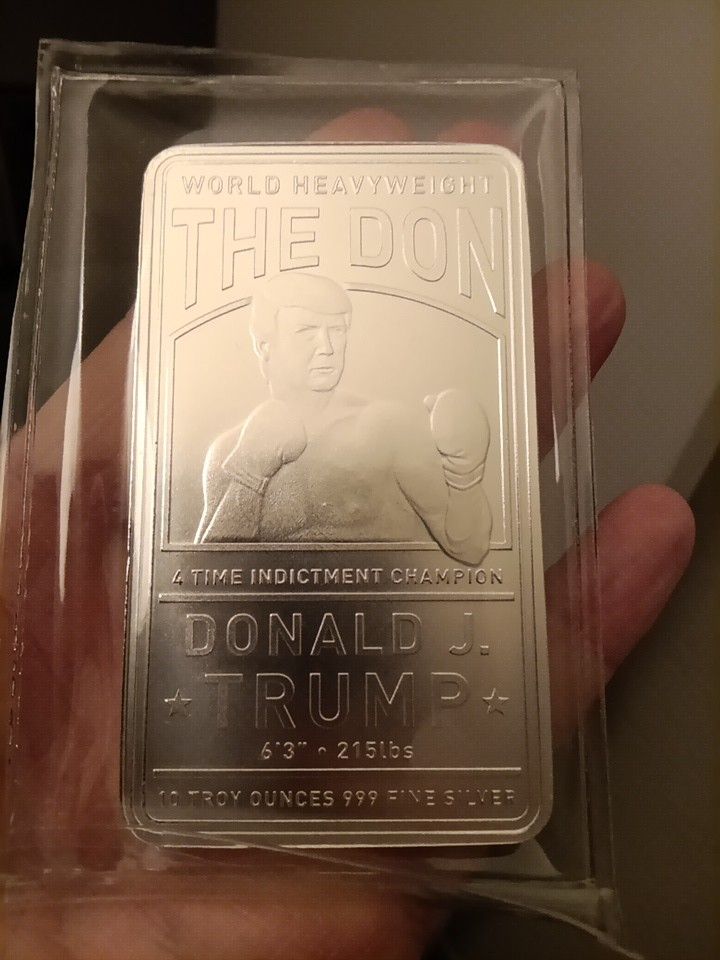 WORLD HEAVYWEIGHT
THE DON
4 TIME INDICTMENT CHAMPION
DONALD J.
TRUMP
6'3" • 215lbs
10 TROY OUNCES 999 FINE SILVER